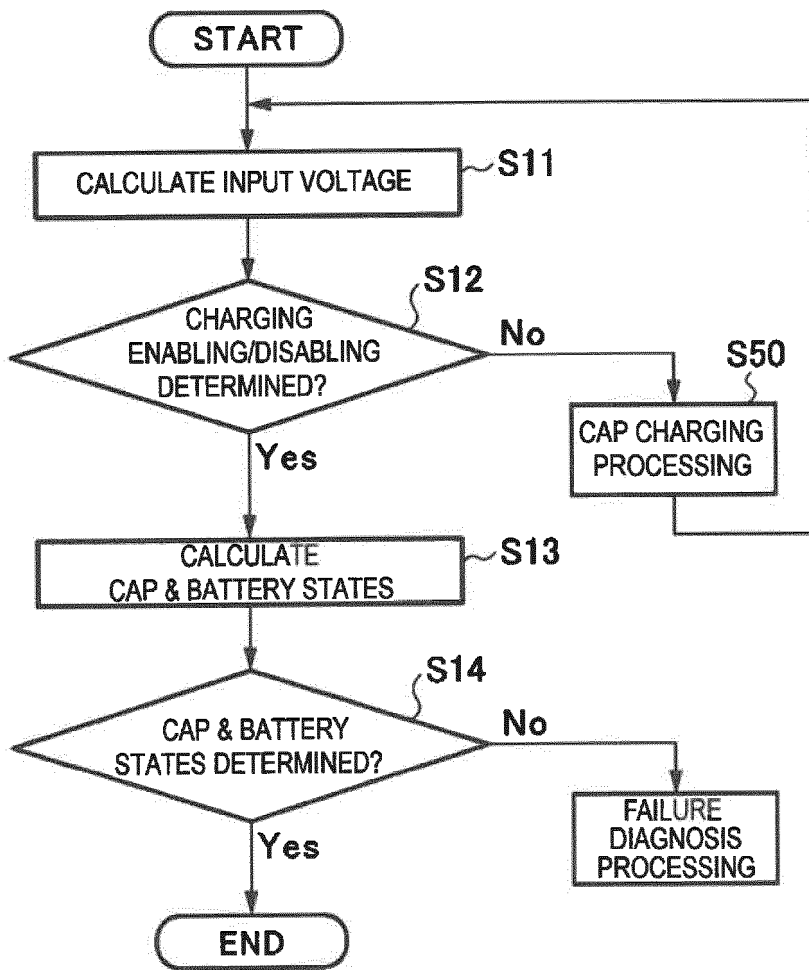 START
CALCULATE INPUT VOLTAGE
S11
S12
CHARGING
ENABLING/DISABLING
DETERMINED?
No
S50
CAP CHARGING
PROCESSING
Yes
CALCULATE
CAP & BATTERY STATES
S13
S14
CAP & BATTERY
STATES DETERMINED?
No
FAILURE
DIAGNOSIS
PROCESSING
Yes
END